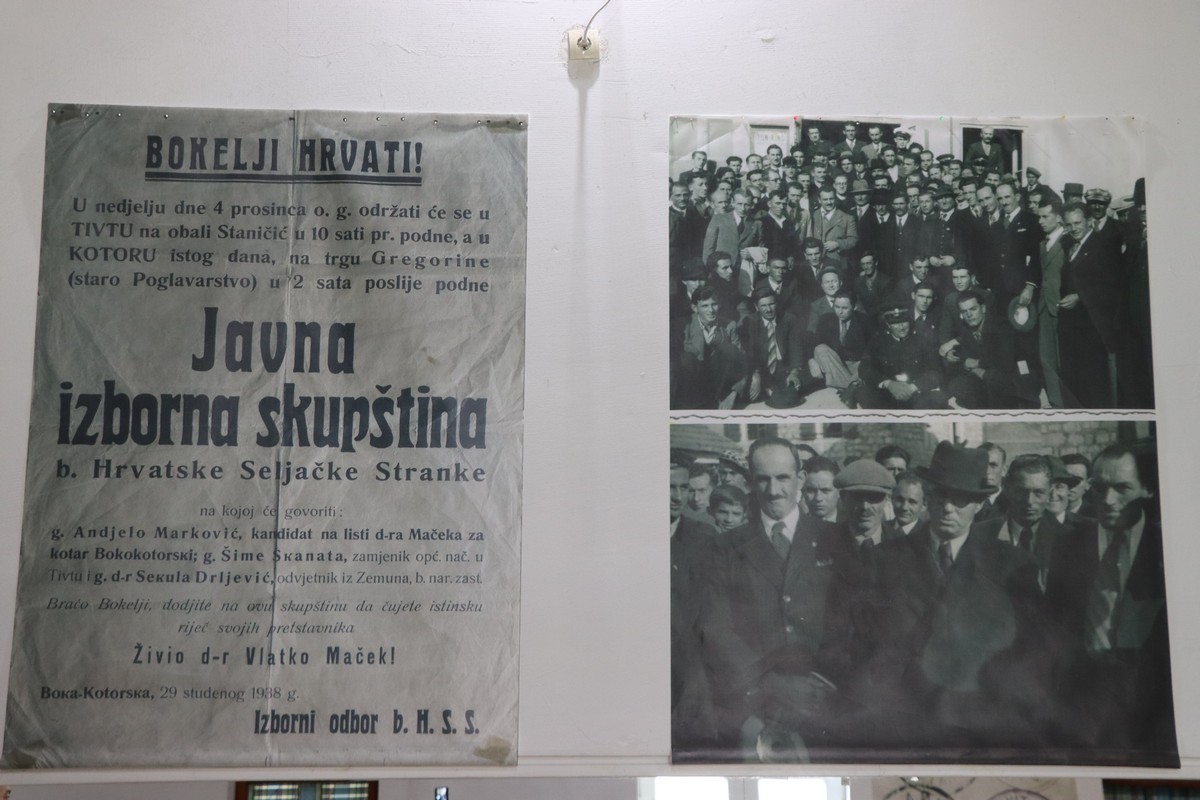 BOKELJI HRVATI!
U nedjelju dne 4 prosinca o. g. održati će se u
TIVTU na obali Staničić u 10 sati pr. podne, a u
KOTORU istog dana, na trgu Gregorine
(staro Poglavarstvo) u 2 sata poslije podne
Javna
izborna skupština
b. Hrvatske Seljačke Stranke
na kojoj će govoriti:
g. Andjelo Marković, kandidat na listi d-ra Mačeka za
kotar Bokokotorski; g. Šime Skanata, zamjenik opć. nač. u
Tivtu i g. d-r Sekula Drljević, odvjetnik iz Zemuna, b. nar. zast.
Braćo Bokelji, dodjite na ovu skupštinu da čujete istinsku
riječ svojih pretstavnika
Živio d-r Vlatko Maček!
Boka-Kotorska, 29 studenog 1938 g.
Izborni odbor b. H. S. S.